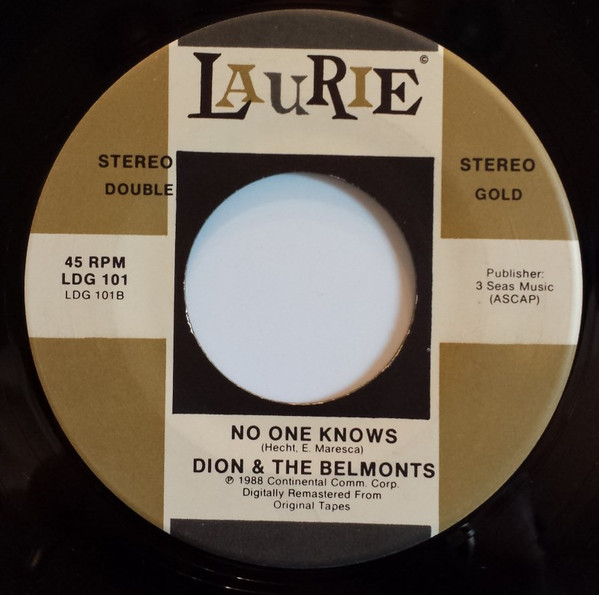 LAURIE ©
STEREO
DOUBLE
STEREO
GOLD
45 RPM
LDG 101
LDG 101B
Publisher:
3 Seas Music
(ASCAP)
NO ONE KNOWS
(Hecht, E. Maresca)
DION & THE BELMONTS
℗ 1988 Continental Comm. Corp.
Digitally Remastered From
Original Tapes